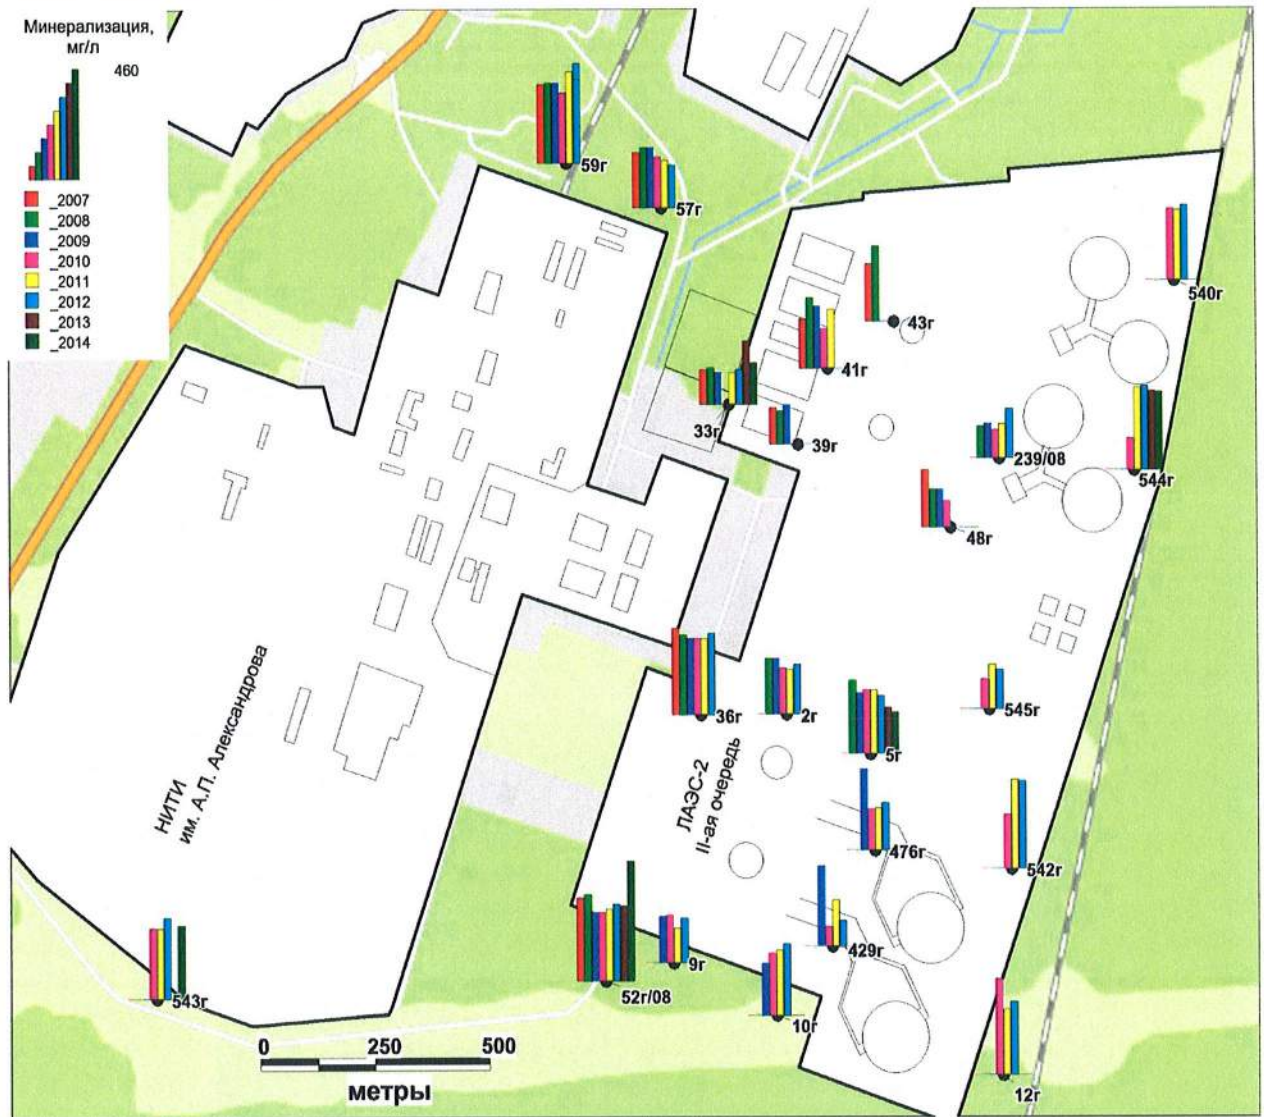 Минерализация,
мг/л
460
_2007
_2008
_2009
_2010
_2011
_2012
_2013
_2014
59г
57г
540г
43г
41г
33г
39г
239/08
544г
48г
36г
2г
5г
545г
НИТИ
им. А.П. Александрова
ЛАЭС-2
II-ая очередь
476г
542г
429г
9г
52г/08
543г
10г
12г
0 250 500
метры